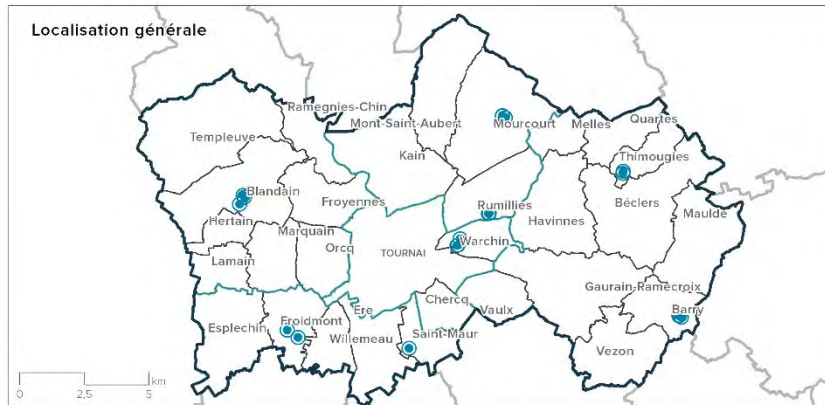 Localisation générale
Ramegnies-Chin
Mont-Saint-Aubert
Mourcourt
Melles
Quartes
Templeuve
Kain
Thimougies
Blandain
Froyennes
Rumillies
Béclers
Maulde
Hertain
Marquain
Havinnes
Warchin
Lamain
Orcq
TOURNAI
Gaurain-Ramecroix
Chercq
Vaulx
Barry
Esplechin
Froidmont
Ere
Willemeau
Saint-Maur
Vezon
km
0 2,5 5